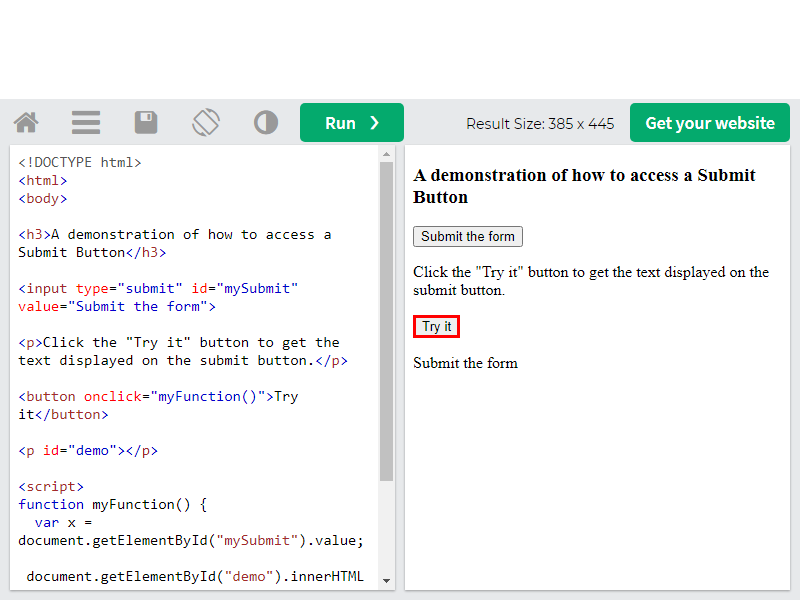 Run ❯
Result Size: 385 x 445
Get your website
<!DOCTYPE html>
<html>
<body>
<h3>A demonstration of how to access a
Submit Button</h3>
<input type="submit" id="mySubmit"
value="Submit the form">
<p>Click the "Try it" button to get the
text displayed on the submit button.</p>
<button onclick="myFunction()">Try
it</button>
<p id="demo"></p>
<script>
function myFunction() {
var x =
document.getElementById("mySubmit").value;
document.getElementById("demo").innerHTML
A demonstration of how to access a Submit
Button
Submit the form
Click the "Try it" button to get the text displayed on the
submit button.
Try it
Submit the form